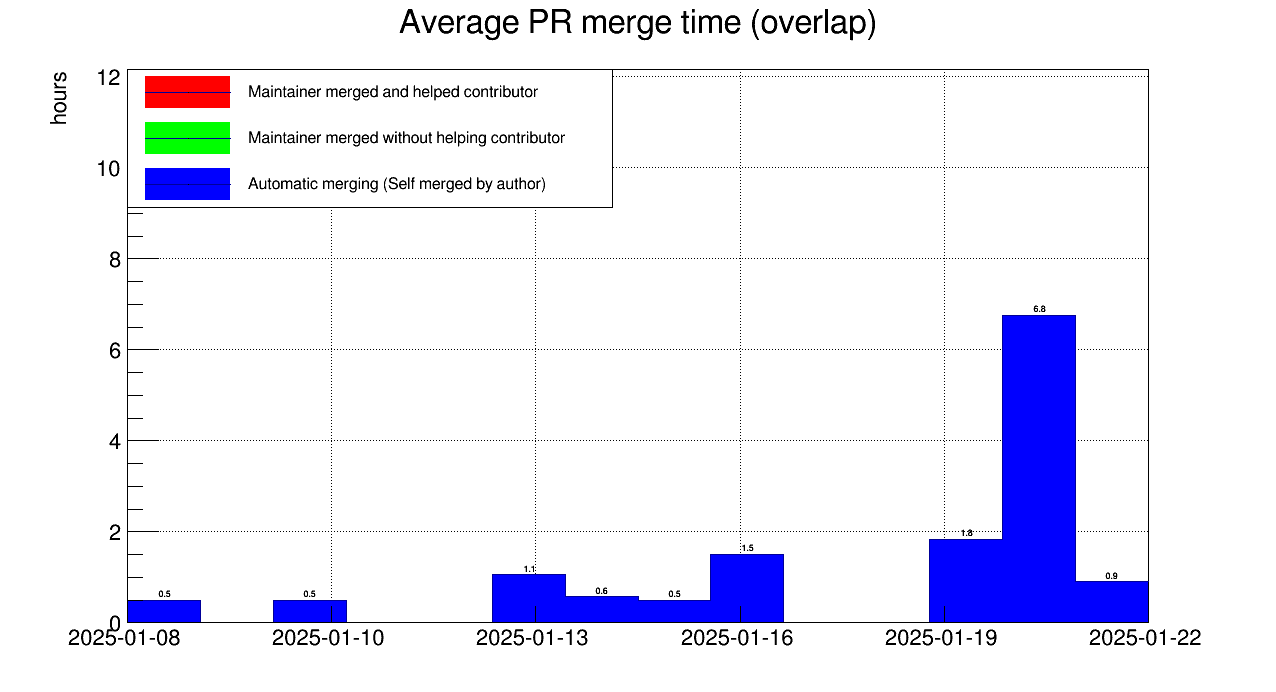 Average PR merge time (overlap)
hours
Maintainer merged and helped contributor
Maintainer merged without helping contributor
Automatic merging (Self merged by author)
12
10
8
6
4
2
0
0.5
0.5
1.1
0.6
0.5
1.5
1.8
6.8
0.9
2025-01-08 2025-01-10 2025-01-13 2025-01-16 2025-01-19 2025-01-22